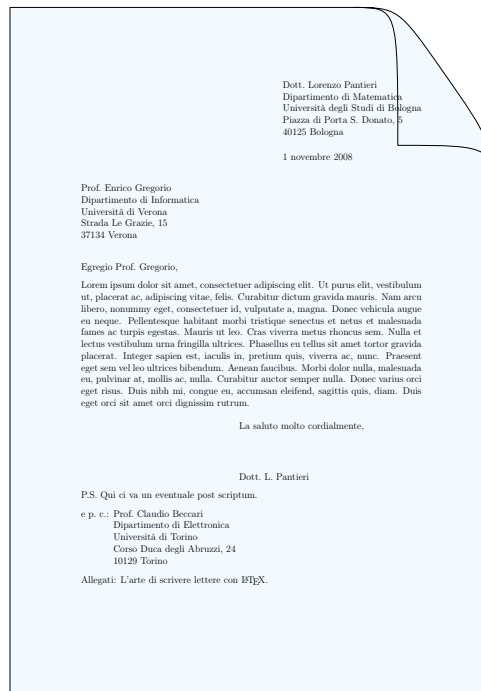 Dott. Lorenzo Pantieri
Dipartimento di Matematica
Università degli Studi di Bologna
Piazza di Porta S. Donato, 5
40125 Bologna
1 novembre 2008
Prof. Enrico Gregorio
Dipartimento di Informatica
Università di Verona
Strada Le Grazie, 15
37134 Verona
Egregio Prof. Gregorio,
Lorem ipsum dolor sit amet, consectetuer adipiscing elit. Ut purus elit, vestibulum
ut, placerat ac, adipiscing vitae, felis. Curabitur dictum gravida mauris. Nam arcu
libero, nonummy eget, consectetuer id, vulputate a, magna. Donec vehicula augue
eu neque. Pellentesque habitant morbi tristique senectus et netus et malesuada
fames ac turpis egestas. Mauris ut leo. Cras viverra metus rhoncus sem. Nulla et
lectus vestibulum urna fringilla ultrices. Phasellus eu tellus sit amet tortor gravida
placerat. Integer sapien est, iaculis in, pretium quis, viverra ac, nunc. Praesent
eget sem vel leo ultrices bibendum. Aenean faucibus. Morbi dolor nulla, malesuada
eu, pulvinar at, mollis ac, nulla. Curabitur auctor semper nulla. Donec varius orci
eget risus. Duis nibh mi, congue eu, accumsan eleifend, sagittis quis, diam. Duis
eget orci sit amet orci dignissim rutrum.
La saluto molto cordialmente,
Dott. L. Pantieri
P.S. Qui ci va un eventuale post scriptum.
e p. c.: Prof. Claudio Beccari
Dipartimento di Elettronica
Università di Torino
Corso Duca degli Abruzzi, 24
10129 Torino
Allegati: L'arte di scrivere lettere con LATEX.